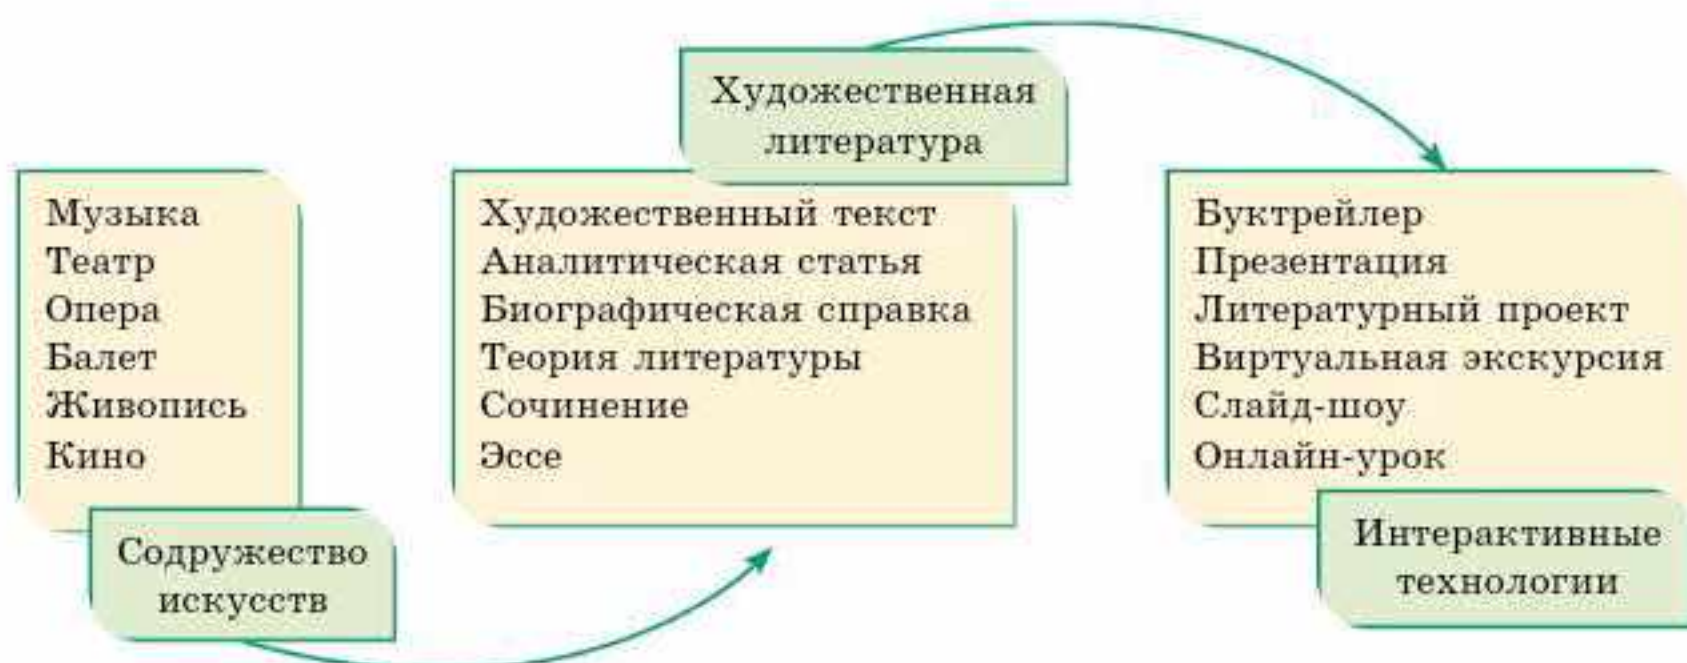 Художественная
литература
Музыка
Театр
Опера
Балет
Живопись
Кино
Содружество
искусств
Художественный текст
Аналитическая статья
Биографическая справка
Теория литературы
Сочинение
Эссе
Буктрейлер
Презентация
Литературный проект
Виртуальная экскурсия
Слайд-шоу
Онлайн-урок
Интерактивные
технологии